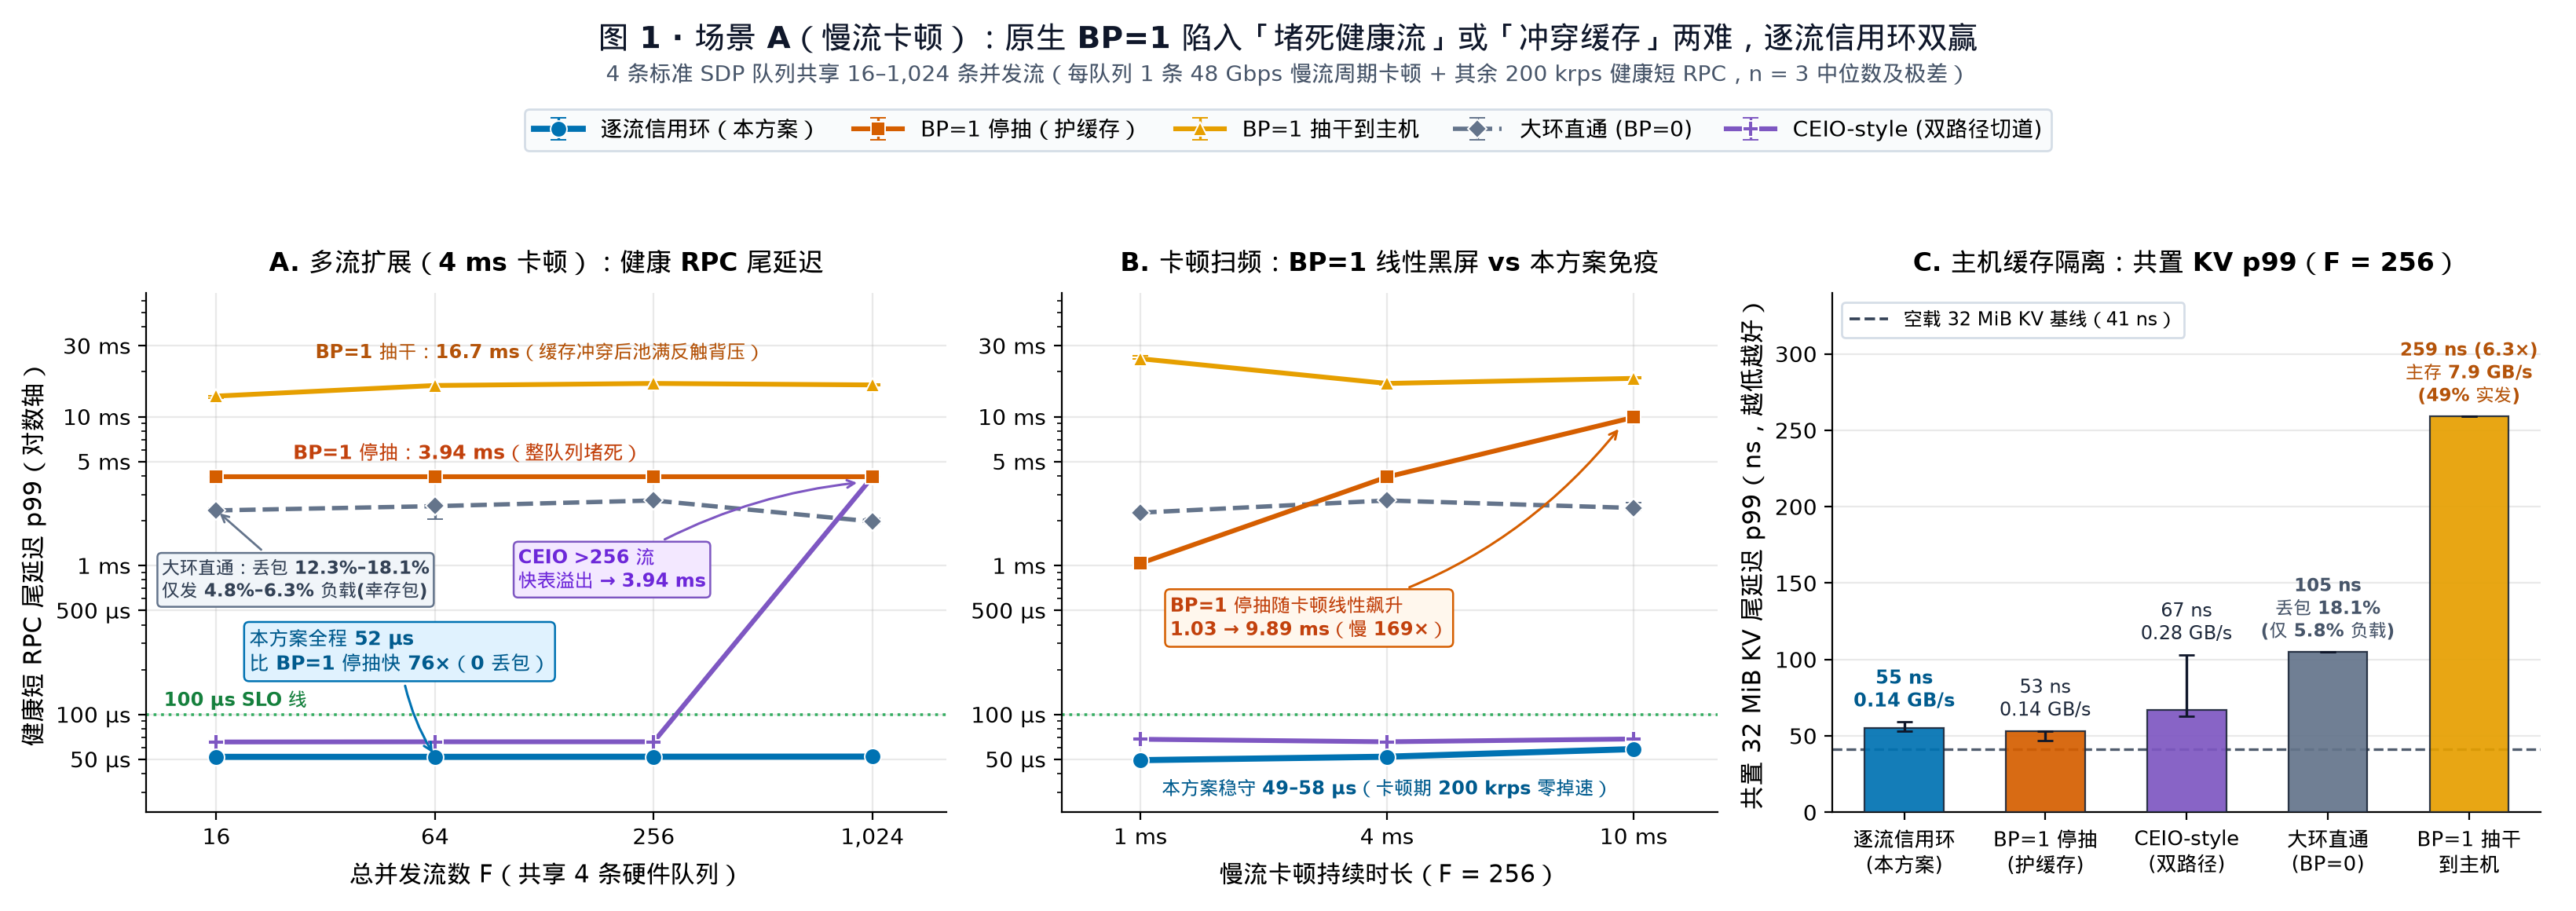 图 1 · 场景 A（慢流卡顿）：原生 BP=1 陷入「堵死健康流」或「冲穿缓存」两难，逐流信用环双赢
4 条标准 SDP 队列共享 16–1,024 条并发流（每队列 1 条 48 Gbps 慢流周期卡顿 + 其余 200 krps 健康短 RPC，n = 3 中位数及极差）
逐流信用环（本方案）
BP=1 停抽（护缓存）
BP=1 抽干到主机
大环直通 (BP=0)
CEIO-style (双路径切道)
A. 多流扩展（4 ms 卡顿）：健康 RPC 尾延迟
健康短 RPC 尾延迟 p99（对数轴）
30 ms
10 ms
5 ms
1 ms
500 µs
100 µs
50 µs
BP=1 抽干：16.7 ms（缓存冲穿后池满反触背压）
BP=1 停抽：3.94 ms（整队列堵死）
大环直通：丢包 12.3%–18.1%
仅发 4.8%–6.3% 负载(幸存包)
CEIO >256 流
快表溢出 → 3.94 ms
本方案全程 52 µs
比 BP=1 停抽快 76×（0 丢包）
100 µs SLO 线
16
64
256
1,024
总并发流数 F（共享 4 条硬件队列）
B. 卡顿扫频：BP=1 线性黑屏 vs 本方案免疫
30 ms
10 ms
5 ms
1 ms
500 µs
100 µs
50 µs
BP=1 停抽随卡顿线性飙升
1.03 → 9.89 ms（慢 169×）
本方案稳守 49–58 µs（卡顿期 200 krps 零掉速）
1 ms
4 ms
10 ms
慢流卡顿持续时长（F = 256）
C. 主机缓存隔离：共置 KV p99（F = 256）
共置 32 MiB KV 尾延迟 p99（ns，越低越好）
300
250
200
150
100
50
0
空载 32 MiB KV 基线（41 ns）
55 ns
0.14 GB/s
53 ns
0.14 GB/s
67 ns
0.28 GB/s
105 ns
丢包 18.1%
(仅 5.8% 负载)
259 ns (6.3×)
主存 7.9 GB/s
(49% 实发)
逐流信用环
(本方案)
BP=1 停抽
(护缓存)
CEIO-style
(双路径)
大环直通
(BP=0)
BP=1 抽干
到主机